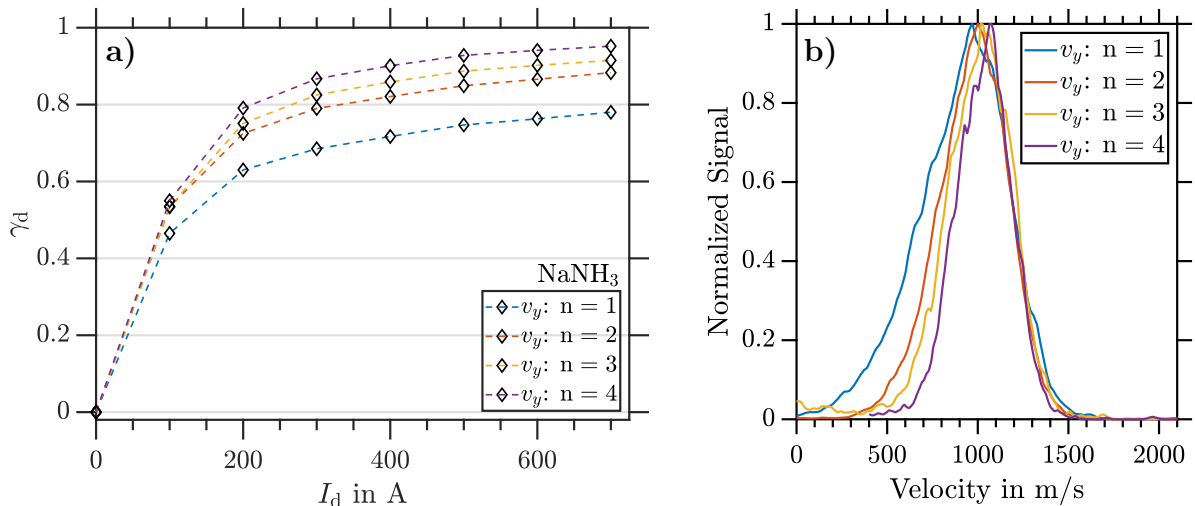 a)
1
0.8
0.6
0.4
0.2
0
γd
0
200
400
600
Id in A
NaNH3
vy: n = 1
vy: n = 2
vy: n = 3
vy: n = 4
b)
1
0.8
0.6
0.4
0.2
0
Normalized Signal
0
500
1000
1500
2000
Velocity in m/s
vy: n = 1
vy: n = 2
vy: n = 3
vy: n = 4